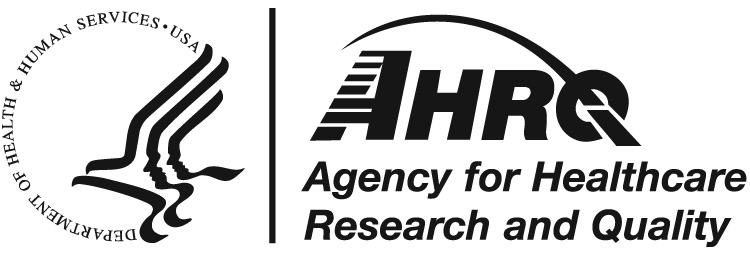 DEPARTMENT OF HEALTH & HUMAN SERVICES • USA
AHRQ
Agency for Healthcare
Research and Quality